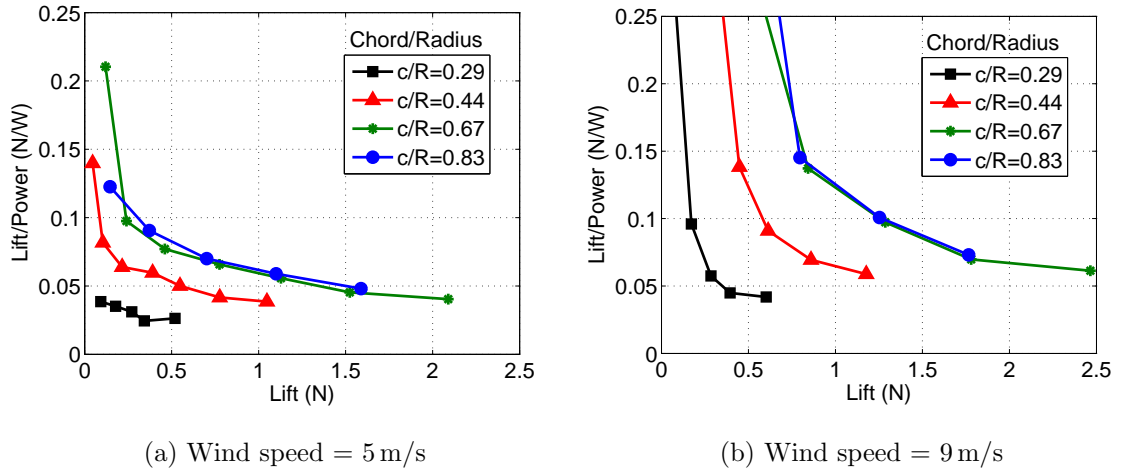 0.25
0.2
0.15
0.1
0.05
0
Lift/Power (N/W)
0 0.5 1 1.5 2 2.5
Lift (N)
Chord/Radius
c/R=0.29
c/R=0.44
c/R=0.67
c/R=0.83
(a) Wind speed = 5 m/s
0.25
0.2
0.15
0.1
0.05
0
Lift/Power (N/W)
0 0.5 1 1.5 2 2.5
Lift (N)
Chord/Radius
c/R=0.29
c/R=0.44
c/R=0.67
c/R=0.83
(b) Wind speed = 9 m/s